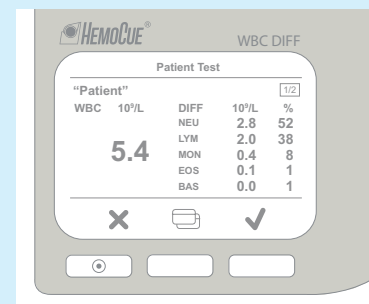 HemoCue®
WBC DIFF
Patient Test
“Patient” 1/2
WBC 10⁹/L DIFF 10⁹/L %
NEU 2.8 52
LYM 2.0 38
5.4 MON 0.4 8
EOS 0.1 1
BAS 0.0 1